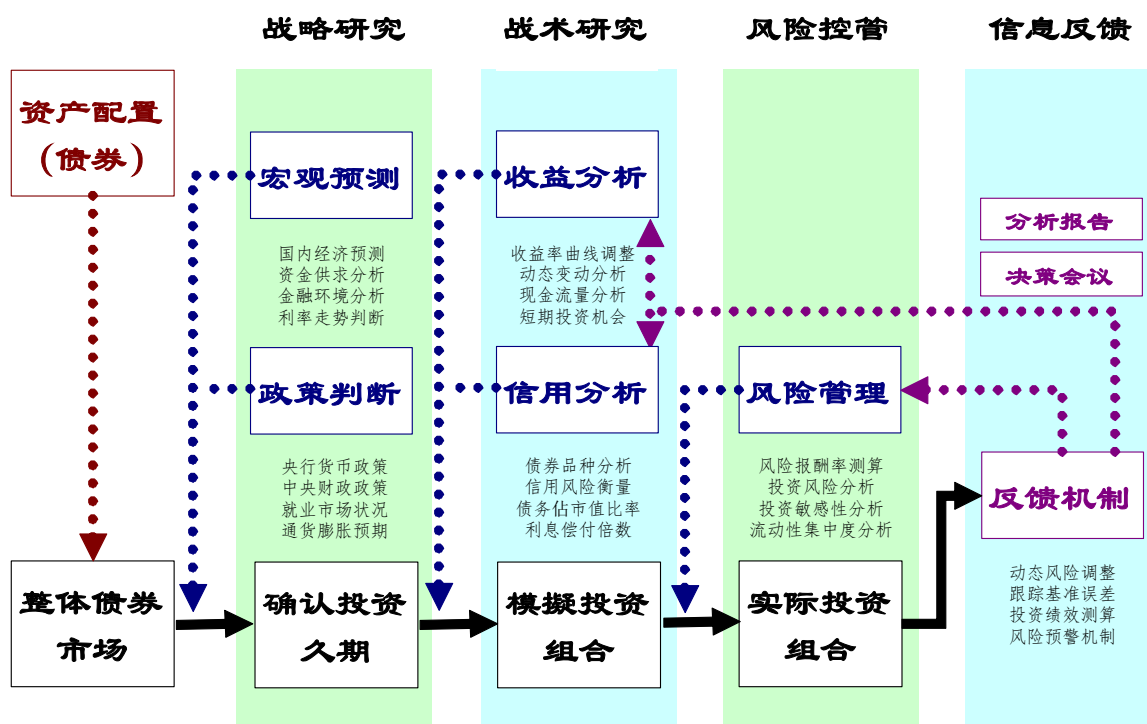 战略研究
战术研究
风险控管
信息反馈
资产配置
(债券)
宏观预测
收益分析
分析报告
决策会议
国内经济预测
资金供求分析
金融环境分析
利率走势判断
收益率曲线调整
动态变动分析
现金流量分析
短期投资机会
政策判断
信用分析
风险管理
反馈机制
央行货币政策
中央财政政策
就业市场状况
通货膨胀预期
债券品种分析
信用风险衡量
债务佔市值比率
利息偿付倍数
风险报酬率测算
投资风险分析
投资敏感性分析
流动性集中度分析
动态风险调整
跟踪基准误差
投资绩效测算
风险预警机制
整体债券
市场
确认投资
久期
模擬投资
组合
实际投资
组合